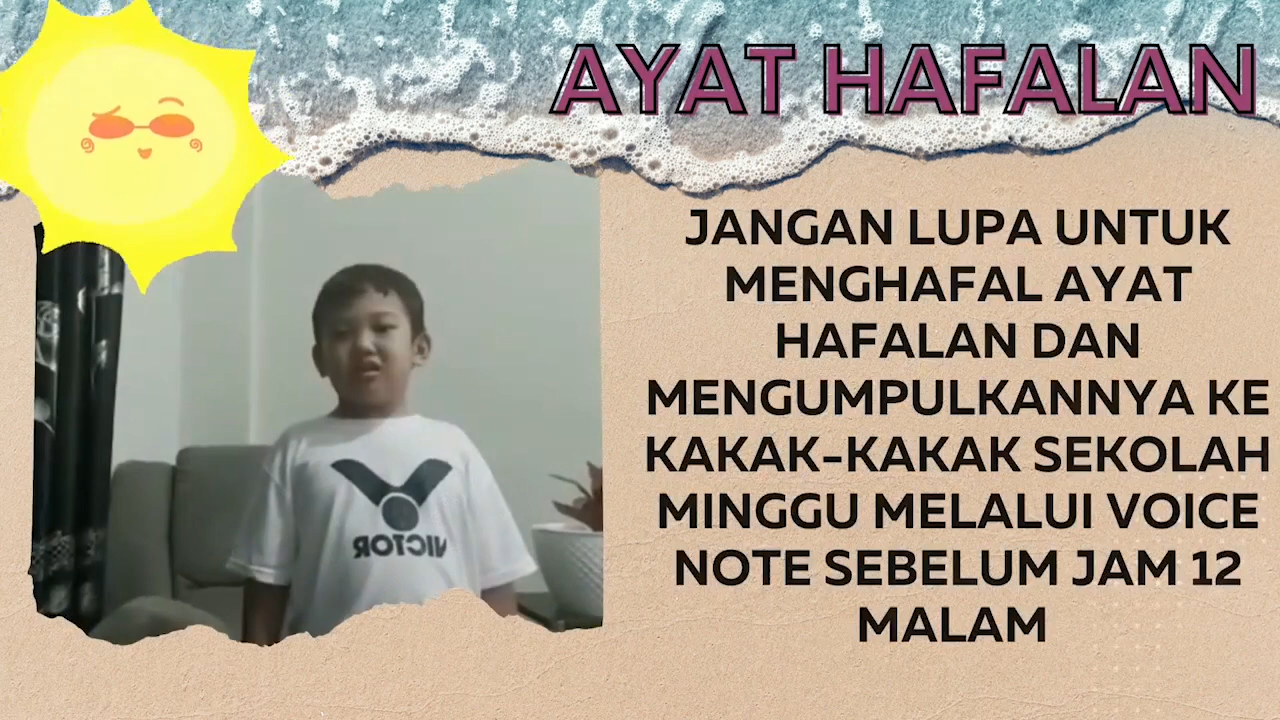 AYAT HAFALAN
JANGAN LUPA UNTUK
MENGHAFAL AYAT
HAFALAN DAN
MENGUMPULKANNYA KE
KAKAK-KAKAK SEKOLAH
MINGGU MELALUI VOICE
NOTE SEBELUM JAM 12
MALAM
VICTOR